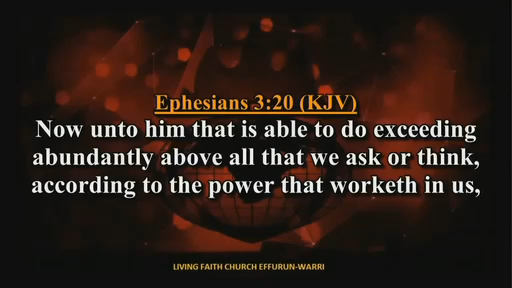 Ephesians 3:20 (KJV)
Now unto him that is able to do exceeding
abundantly above all that we ask or think,
according to the power that worketh in us,
LIVING FAITH CHURCH EFFURUN-WARRI